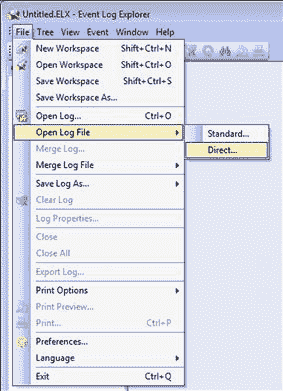 Untitled.ELX - Event Log Explorer
File Tree View Event Window Help
New Workspace Shift+Ctrl+N
Open Workspace Shift+Ctrl+O
Save Workspace Shift+Ctrl+S
Save Workspace As...
Open Log... Ctrl+O
Open Log File
Standard...
Direct...
Merge Log...
Merge Log File
Save Log As
Clear Log
Log Properties...
Close
Close All
Export Log...
Print Options
Print Preview...
Print... Ctrl+P
Preferences...
Language
Exit Ctrl+Q